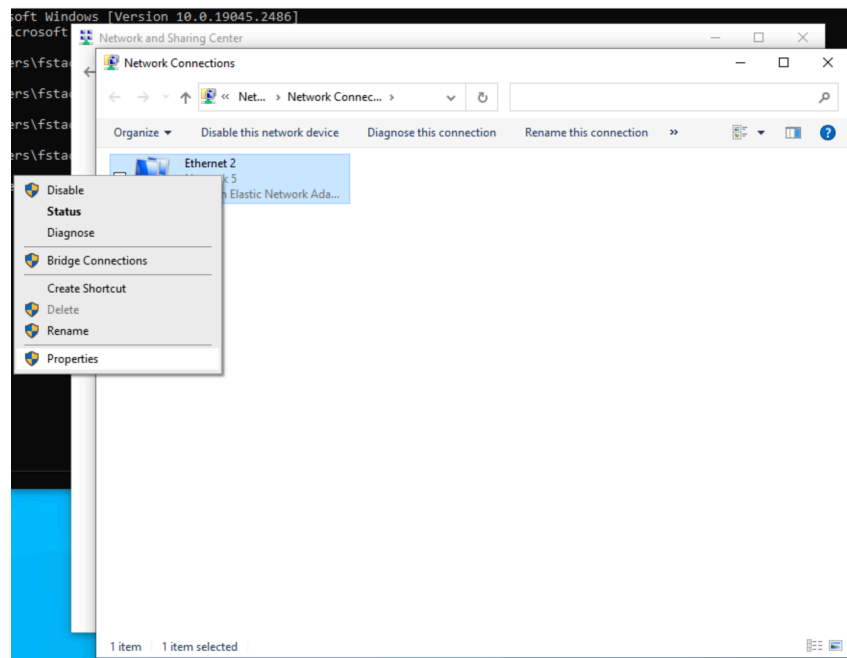 soft Windows [Version 10.0.19045.2486]
icrosoft
Network and Sharing Center
ers\fsta
Network Connections
ers\fsta
« Net... › Network Connec... ›
ers\fsta
Organize Disable this network device Diagnose this connection Rename this connection »
ers\fsta
Ethernet 2
k 5
n Elastic Network Ada...
Disable
Status
Diagnose
Bridge Connections
Create Shortcut
Delete
Rename
Properties
1 item 1 item selected